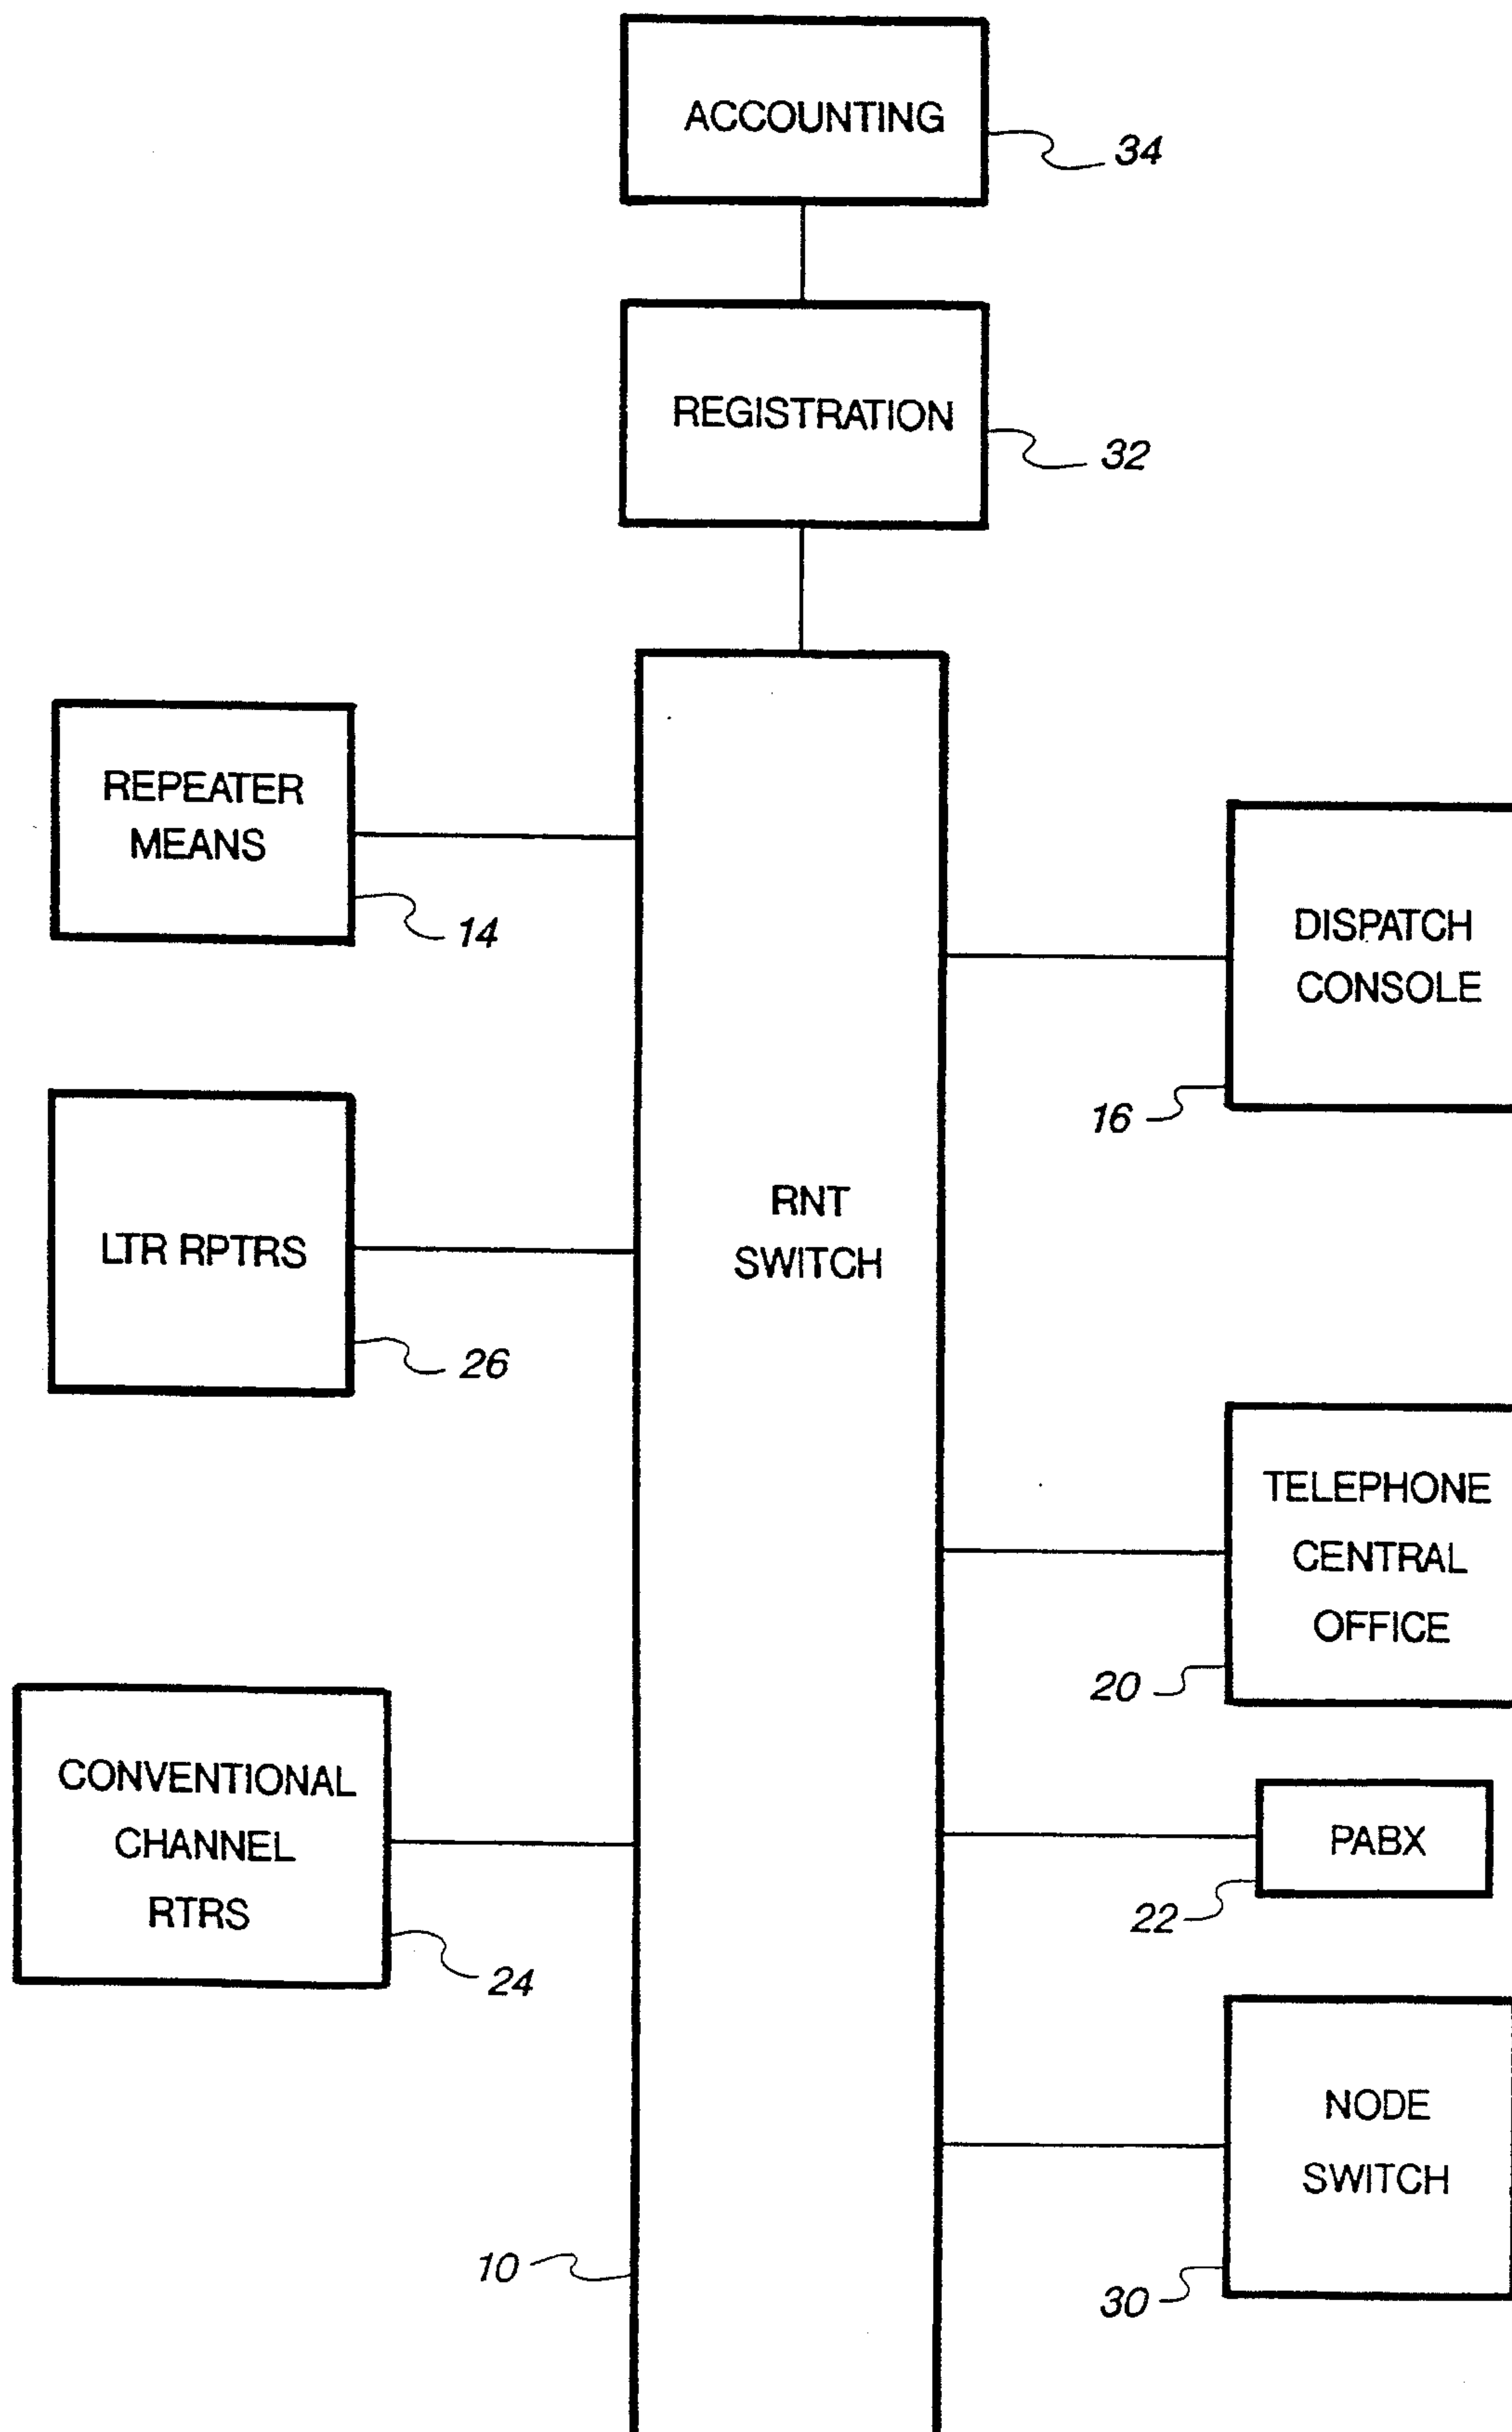 ACCOUNTING
34
REGISTRATION
32
REPEATER
MEANS
14
DISPATCH
CONSOLE
16
LTR RPTRS
26
RNT
SWITCH
TELEPHONE
CENTRAL
OFFICE
20
CONVENTIONAL
CHANNEL
RTRS
24
PABX
22
NODE
SWITCH
30
10